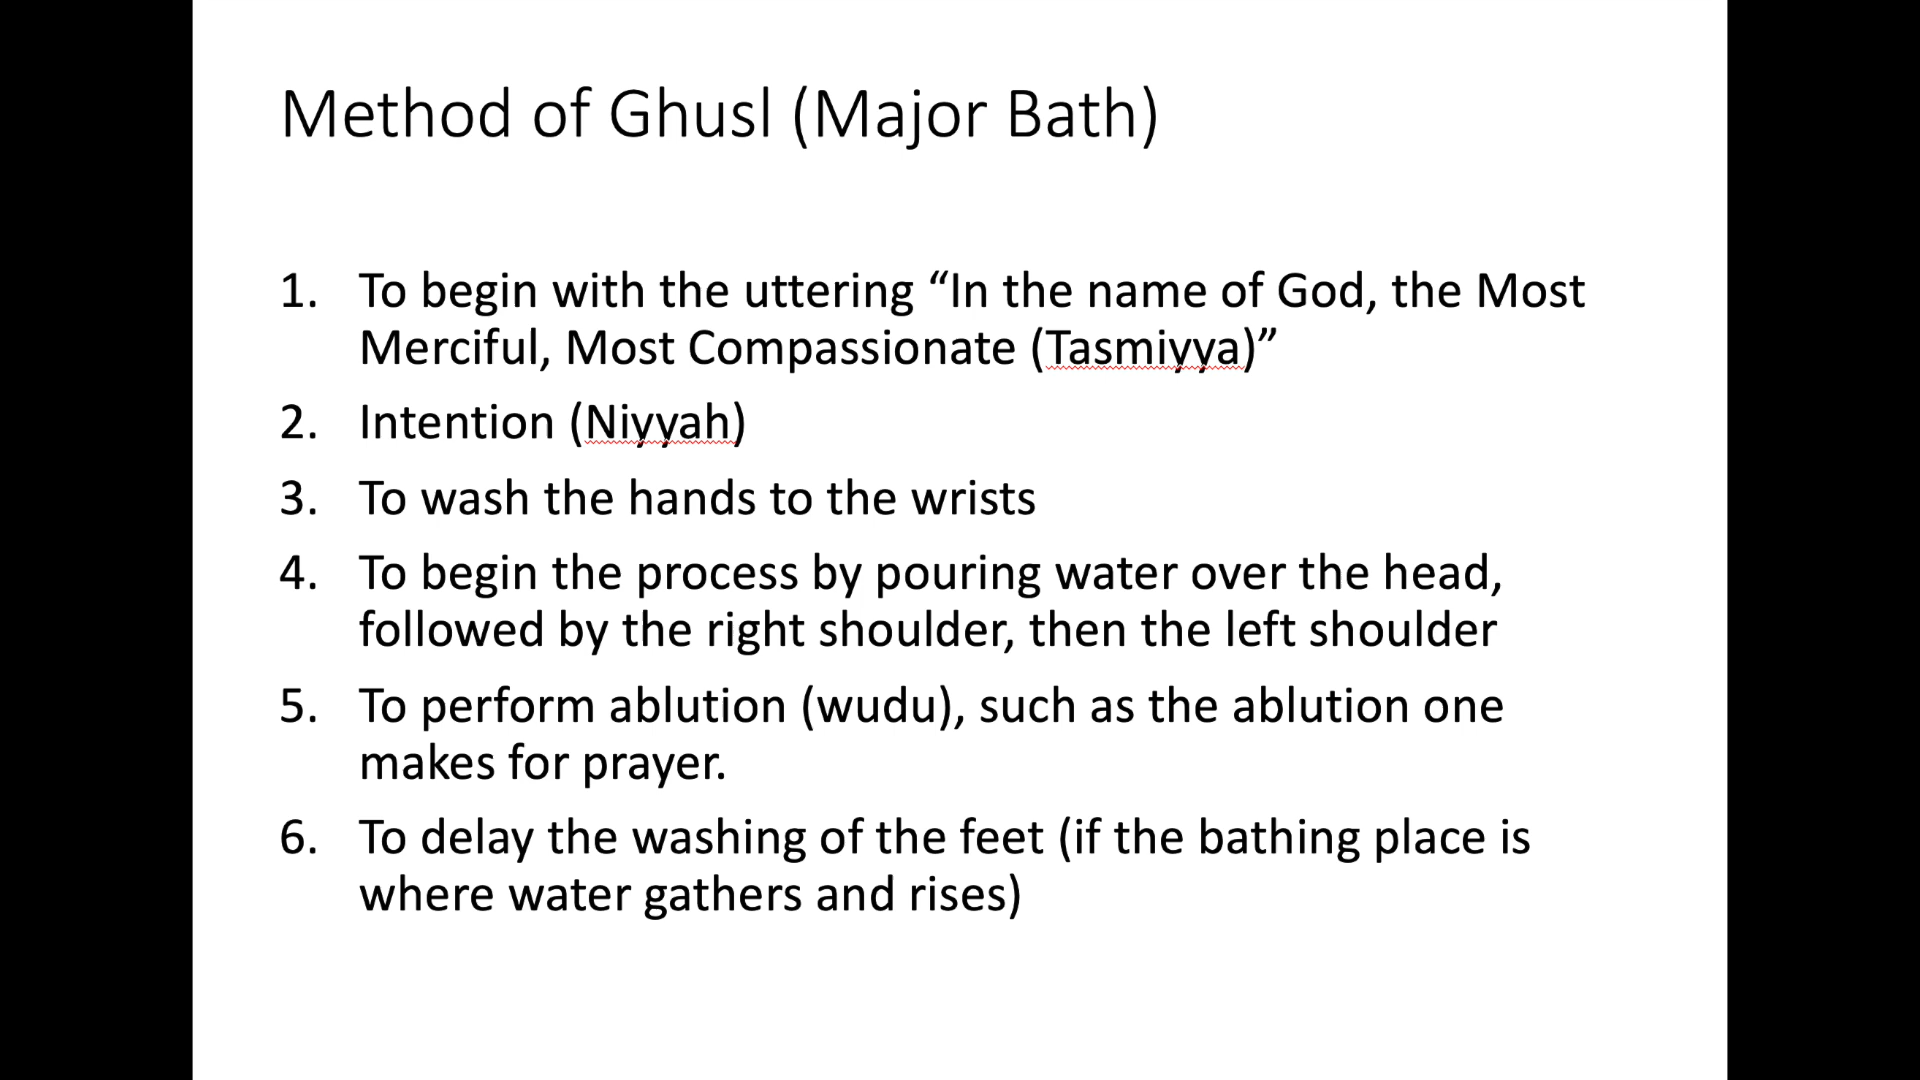 Method of Ghusl (Major Bath)
1. To begin with the uttering “In the name of God, the Most
Merciful, Most Compassionate (Tasmiyya)”
2. Intention (Niyyah)
3. To wash the hands to the wrists
4. To begin the process by pouring water over the head,
followed by the right shoulder, then the left shoulder
5. To perform ablution (wudu), such as the ablution one
makes for prayer.
6. To delay the washing of the feet (if the bathing place is
where water gathers and rises)